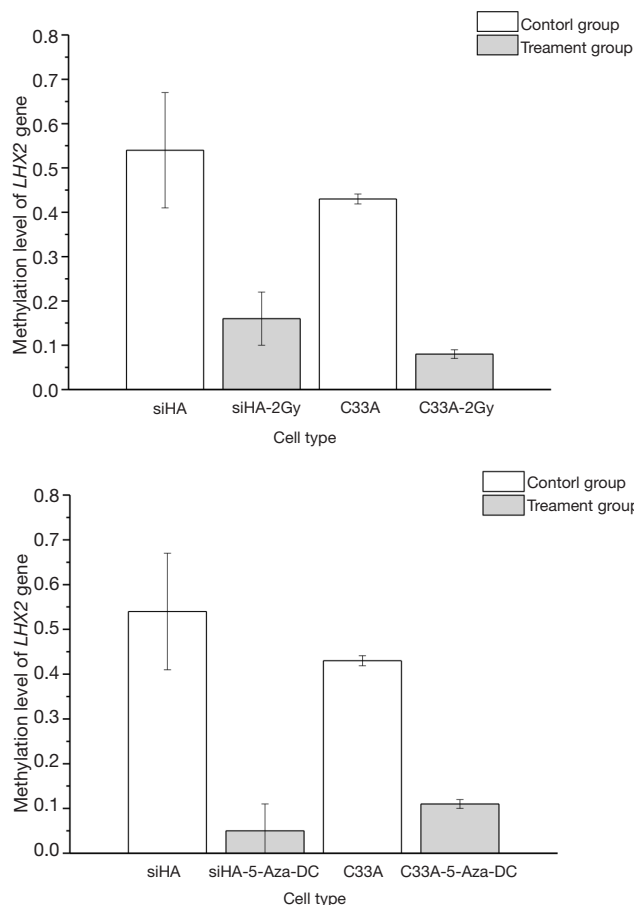 Contorl group
Treament group
0.8
0.7
0.6
0.5
0.4
0.3
0.2
0.1
0.0
Methylation level of LHX2 gene
siHA siHA-2Gy C33A C33A-2Gy
Cell type
Contorl group
Treament group
0.8
0.7
0.6
0.5
0.4
0.3
0.2
0.1
0.0
Methylation level of LHX2 gene
siHA siHA-5-Aza-DC C33A C33A-5-Aza-DC
Cell type